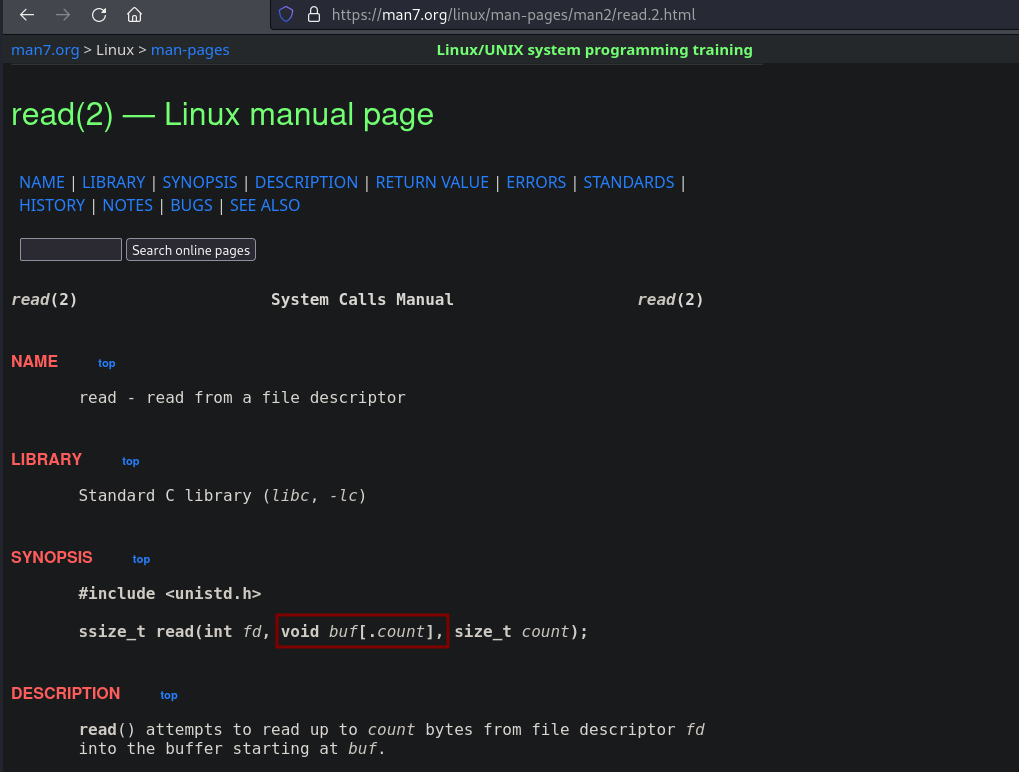 https://man7.org/linux/man-pages/man2/read.2.html
man7.org > Linux > man-pages Linux/UNIX system programming training
read(2) — Linux manual page
NAME | LIBRARY | SYNOPSIS | DESCRIPTION | RETURN VALUE | ERRORS | STANDARDS |
HISTORY | NOTES | BUGS | SEE ALSO
Search online pages
read(2) System Calls Manual read(2)
NAME top
read - read from a file descriptor
LIBRARY top
Standard C library (libc, -lc)
SYNOPSIS top
#include <unistd.h>
ssize_t read(int fd, void buf[.count], size_t count);
DESCRIPTION top
read() attempts to read up to count bytes from file descriptor fd
into the buffer starting at buf.